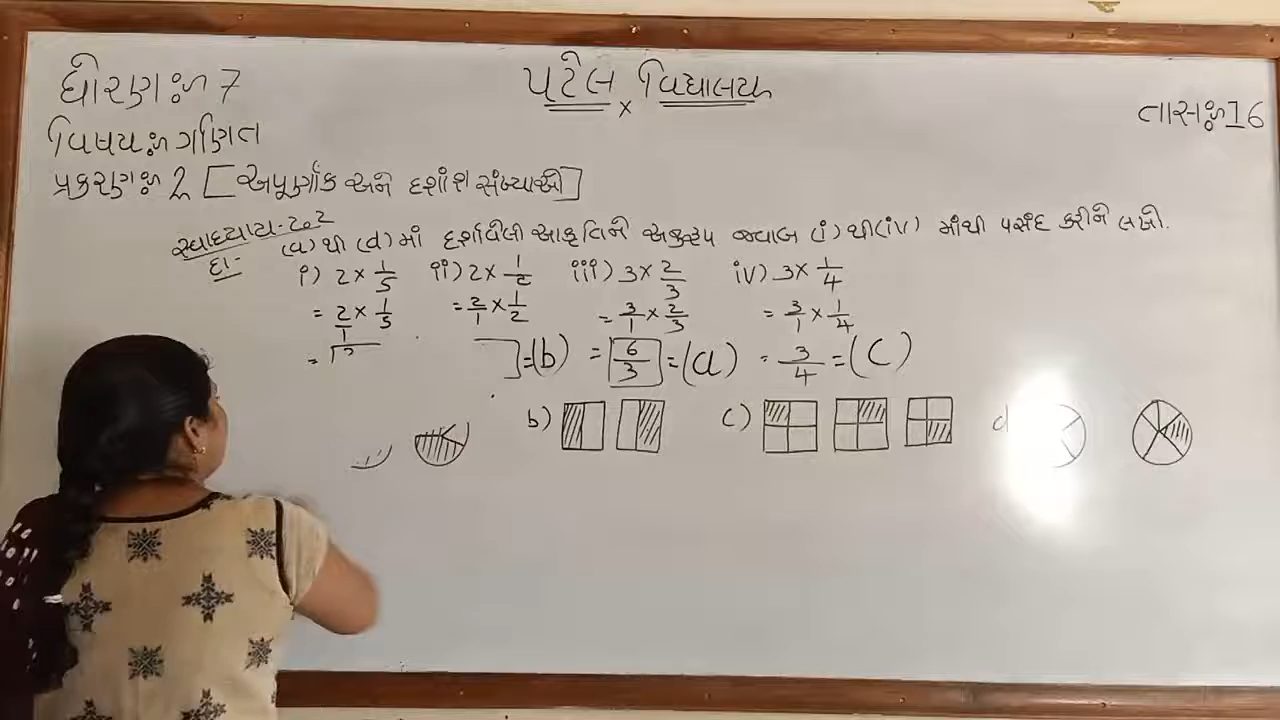 પટેલ વિદ્યાલય
×
ધોરણઃ 7
તાસઃ 16
વિષયઃ ગણિત
પ્રકરણઃ 2 [અપૂર્ણાંક અને દશાંશ સંખ્યાઓ]
સ્વાધ્યાય-2.2
(a) થી (d) માં દર્શાવેલી આકૃતિને અનુરૂપ જવાબ (i) થી (iv) માંથી પસંદ કરીને લખો.
દા-
i) 2 × 1/5 ii) 2 × 1/2 iii) 3 × 2/3 iv) 3 × 1/4
= 2/1 × 1/5 = 2/1 × 1/2 = 3/1 × 2/3 = 3/1 × 1/4
= =(b) = 6/3 =(a) = 3/4 =(C)
b) c) d